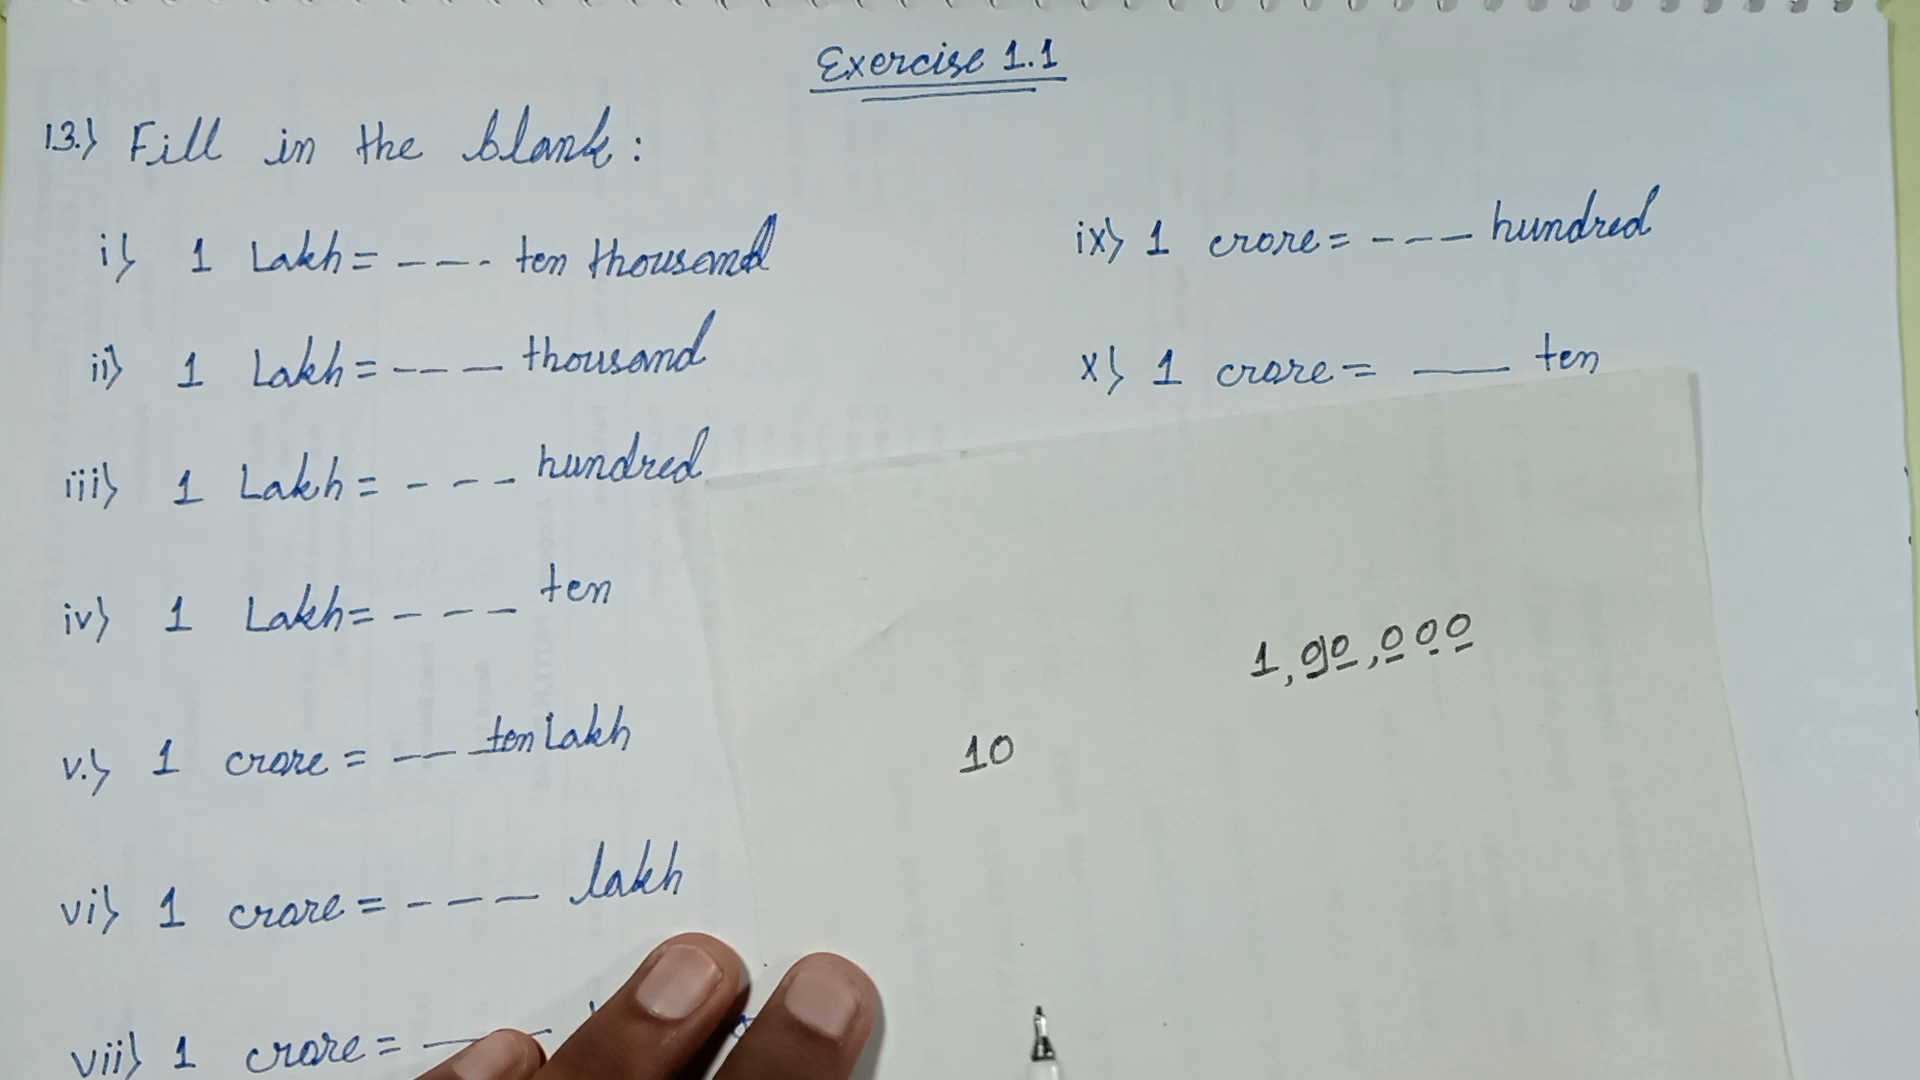 Exercise 1.1
13.) Fill in the blank:
i) 1 Lakh = --- ten thousand
ii) 1 Lakh = --- thousand
iii) 1 Lakh = --- hundred
iv) 1 Lakh = --- ten
v.) 1 crore = --- ten Lakh
vi) 1 crore = --- lakh
vii) 1 crore = ---
ix) 1 crore = --- hundred
x) 1 crore = --- ten
1,90,000
10